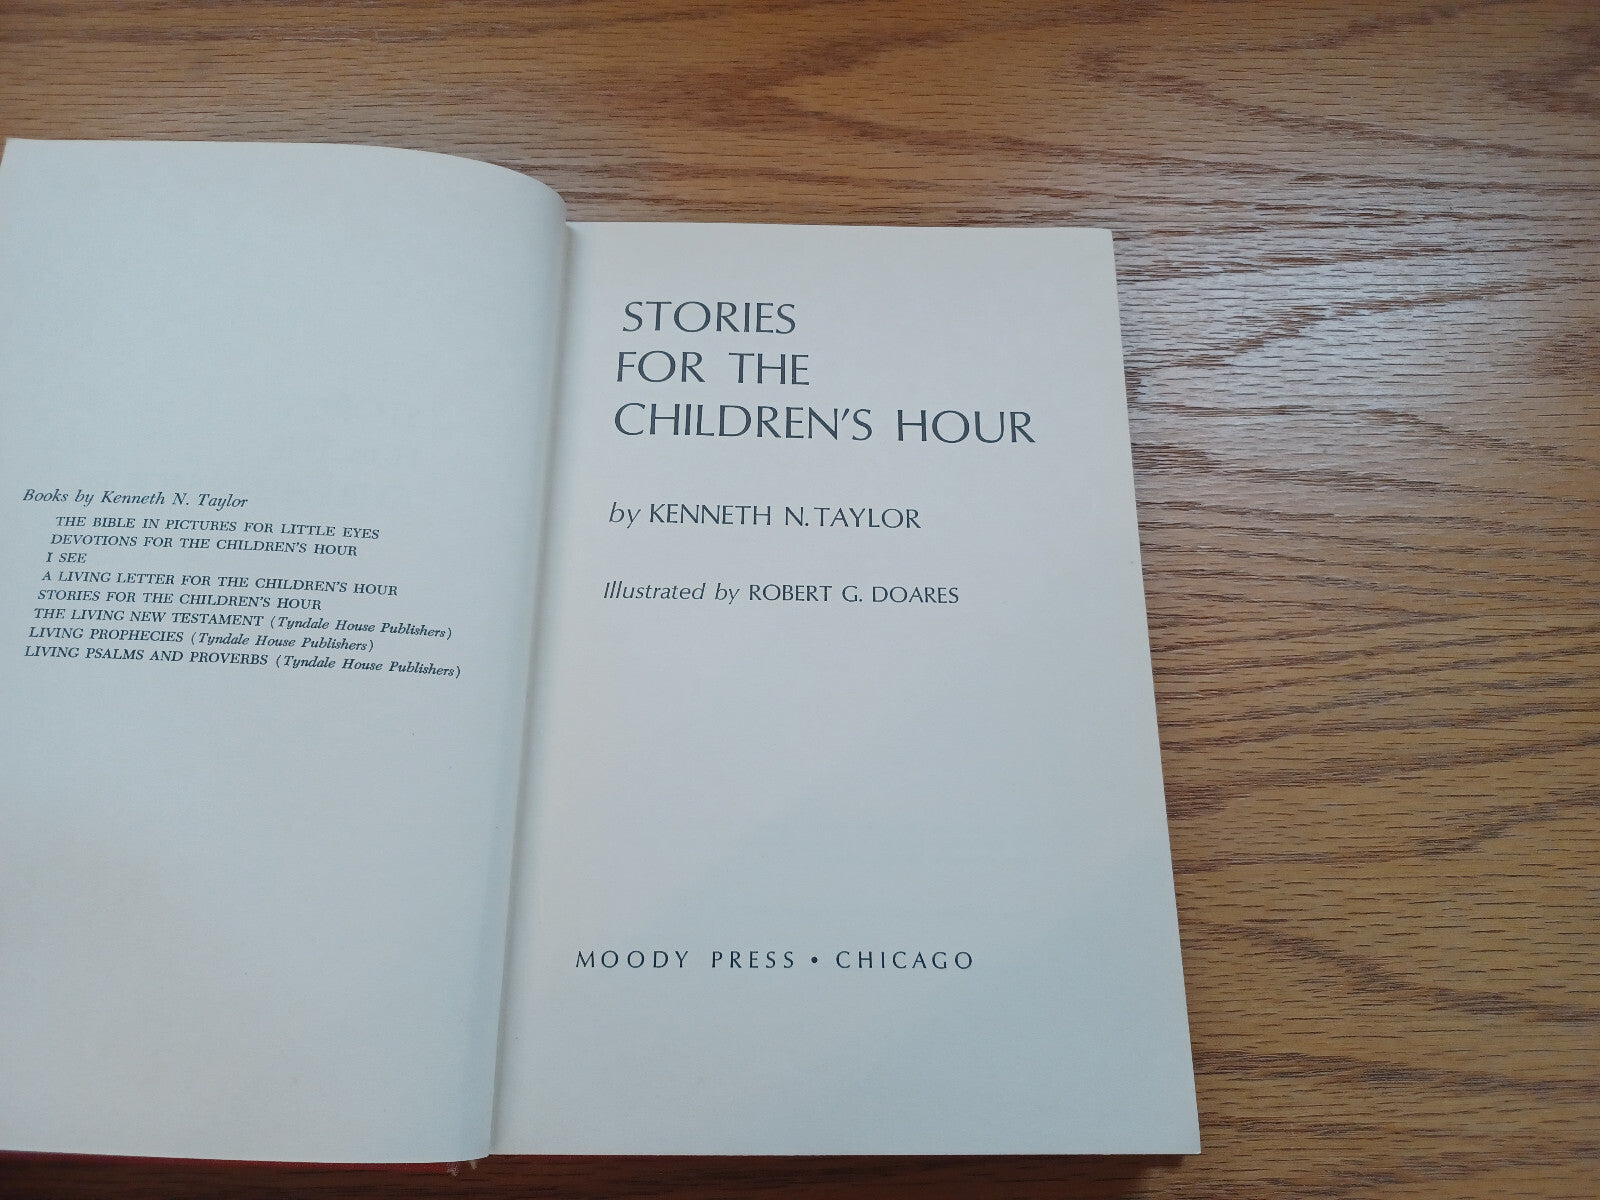 Books by Kenneth N. Taylor
THE BIBLE IN PICTURES FOR LITTLE EYES
DEVOTIONS FOR THE CHILDREN'S HOUR
I SEE
A LIVING LETTER FOR THE CHILDREN'S HOUR
STORIES FOR THE CHILDREN'S HOUR
THE LIVING NEW TESTAMENT (Tyndale House Publishers)
LIVING PROPHECIES (Tyndale House Publishers)
LIVING PSALMS AND PROVERBS (Tyndale House Publishers)
STORIES
FOR THE
CHILDREN'S HOUR
by KENNETH N. TAYLOR
Illustrated by ROBERT G. DOARES
MOODY PRESS • CHICAGO